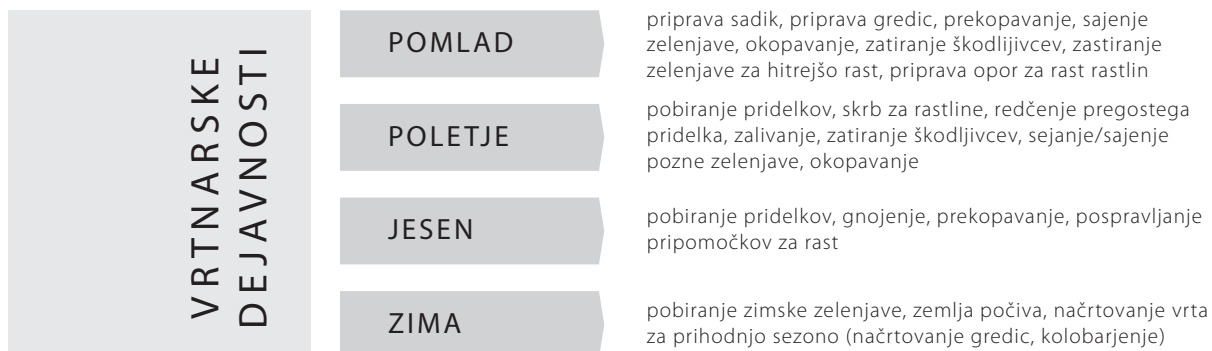 VRTNARSKE
DEJAVNOSTI
POMLAD
priprava sadik, priprava gredic, prekopavanje, sajenje
zelenjave, okopavanje, zatiranje škodlijivcev, zastiranje
zelenjave za hitrejšo rast, priprava opor za rast rastlin
POLETJE
pobiranje pridelkov, skrb za rastline, redčenje pregostega
pridelka, zalivanje, zatiranje škodljivcev, sejanje/sajenje
pozne zelenjave, okopavanje
JESEN
pobiranje pridelkov, gnojenje, prekopavanje, pospravljanje
pripomočkov za rast
ZIMA
pobiranje zimske zelenjave, zemlja počiva, načrtovanje vrta
za prihodnjo sezono (načrtovanje gredic, kolobarjenje)